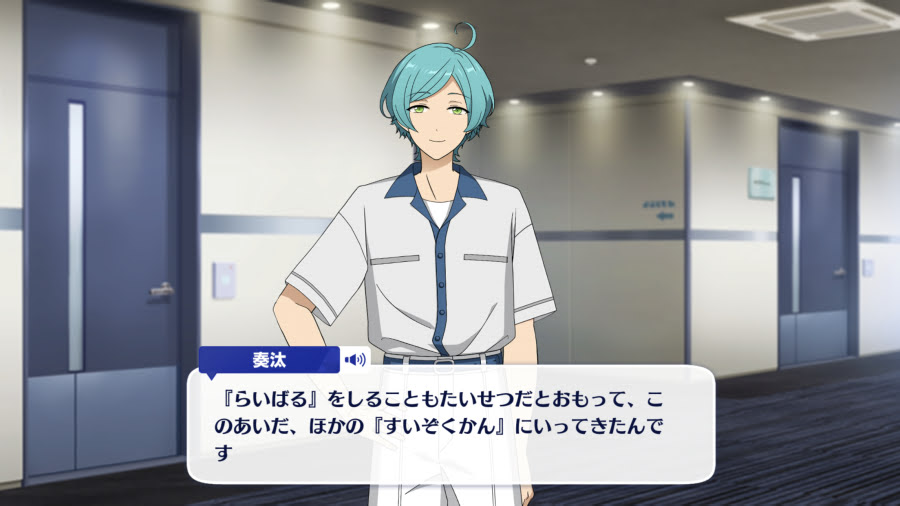 奏汰
『らいばる』をしることもたいせつだとおもって、こ
のあいだ、ほかの『すいぞくかん』にいってきたんで
す